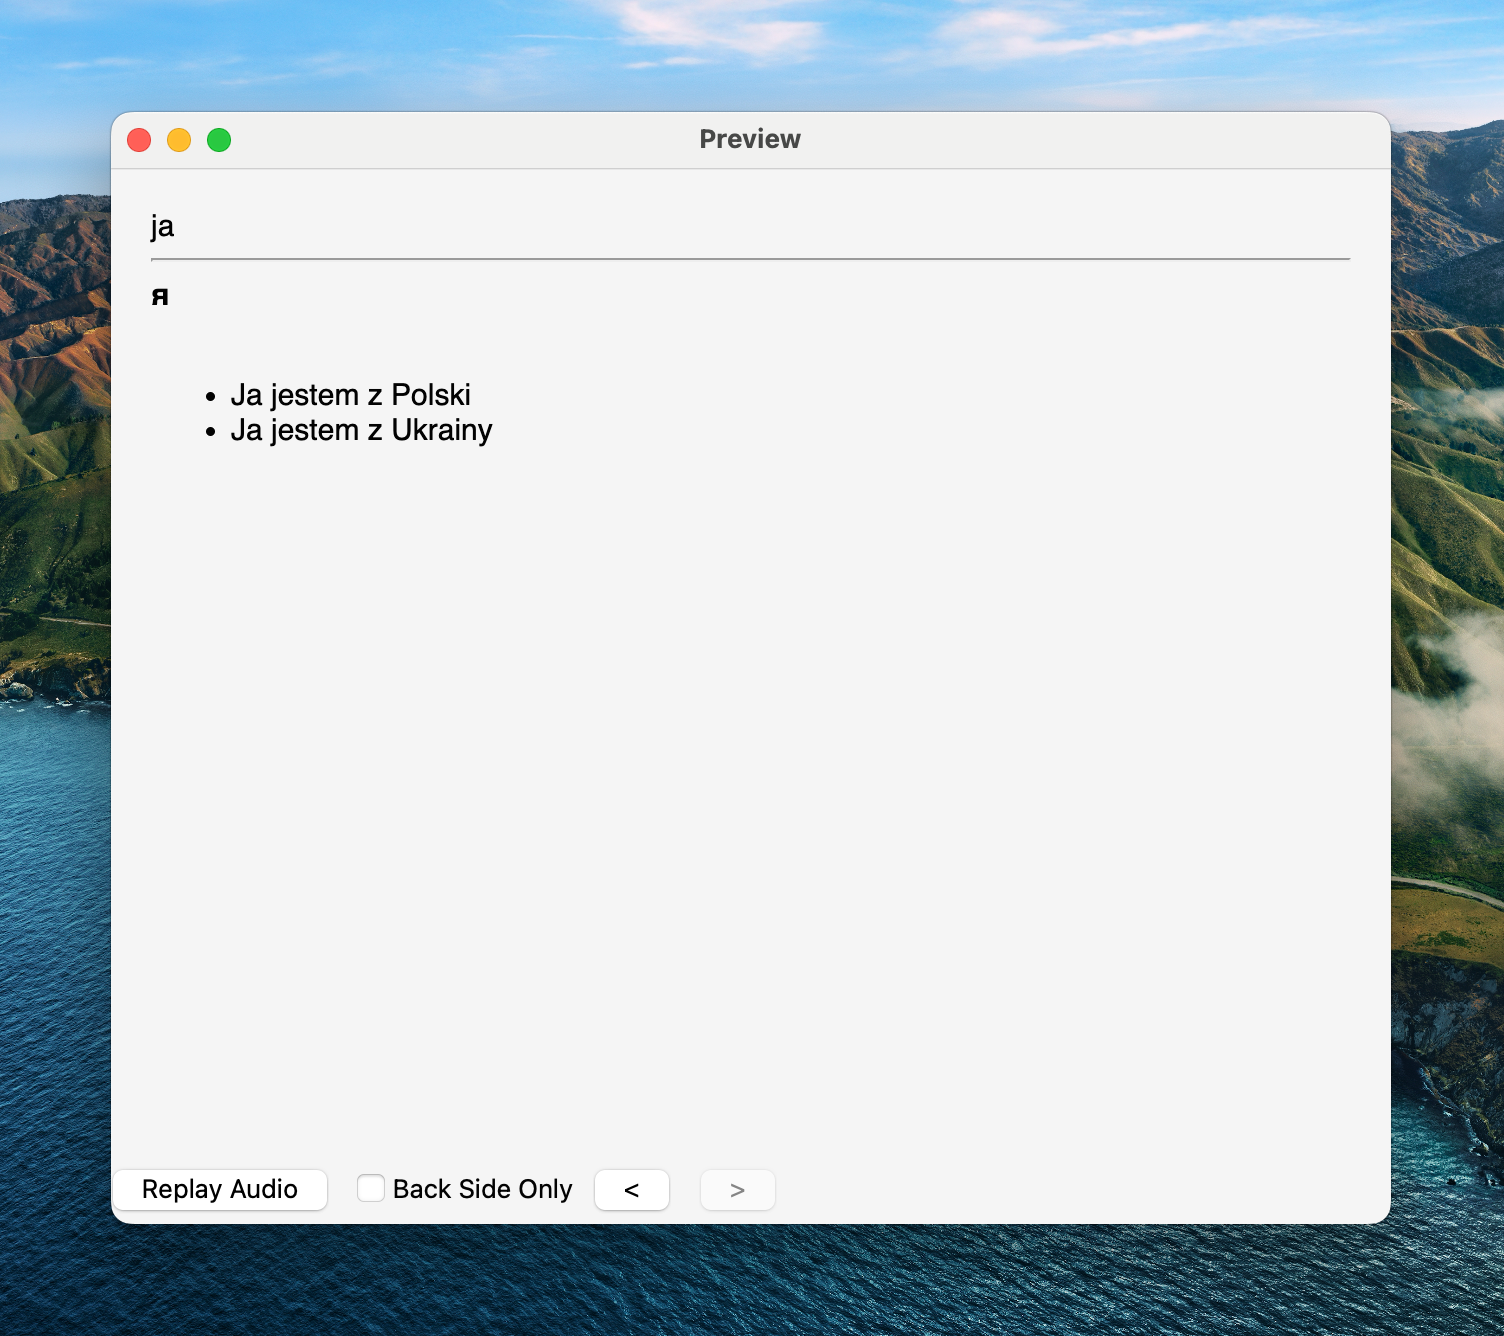 Preview
ja
я
• Ja jestem z Polski
• Ja jestem z Ukrainy
Replay Audio Back Side Only < >